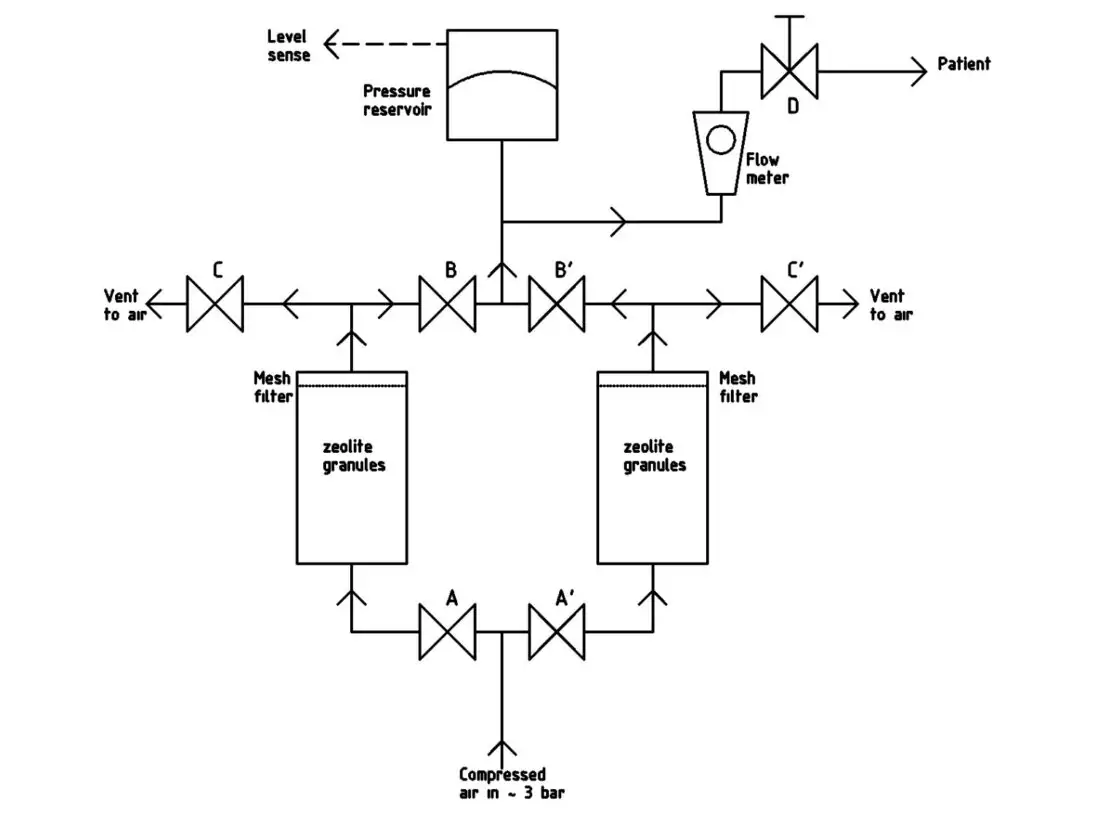 Level
sense
Pressure
reservoir
Patient
D
Flow
meter
C
B
B'
C'
Vent
to air
Vent
to air
Mesh
filter
Mesh
filter
zeolite
granules
zeolite
granules
A
A'
Compressed
air in ~ 3 bar